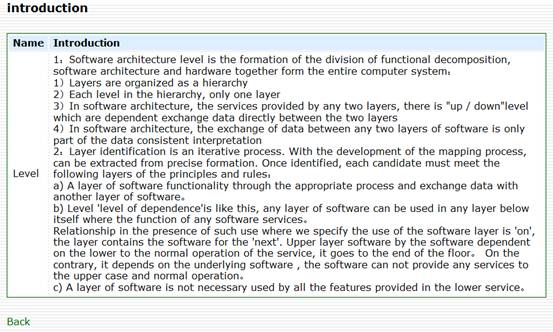 introduction
Name Introduction
1：Software architecture level is the formation of the division of functional decomposition,
software architecture and hardware together form the entire computer system：
1）Layers are organized as a hierarchy
2）Each level in the hierarchy, only one layer
3）In software architecture, the services provided by any two layers, there is "up / down"level
which are dependent exchange data directly between the two layers
4）In software architecture, the exchange of data between any two layers of software is only
part of the data consistent interpretation
2：Layer identification is an iterative process. With the development of the mapping process,
can be extracted from precise formation. Once identified, each candidate must meet the
Level
following layers of the principles and rules：
a) A layer of software functionality through the appropriate process and exchange data with
another layer of software。
b) Level 'level of dependence'is like this, any layer of software can be used in any layer below
itself where the function of any software services。
Relationship in the presence of such use where we specify the use of the software layer is 'on',
the layer contains the software for the 'next'. Upper layer software by the software dependent
on the lower to the normal operation of the service, it goes to the end of the floor。 On the
contrary, it depends on the underlying software , the software can not provide any services to
the upper case and normal operation。
c) A layer of software is not necessary used by all the features provided in the lower service。
Back